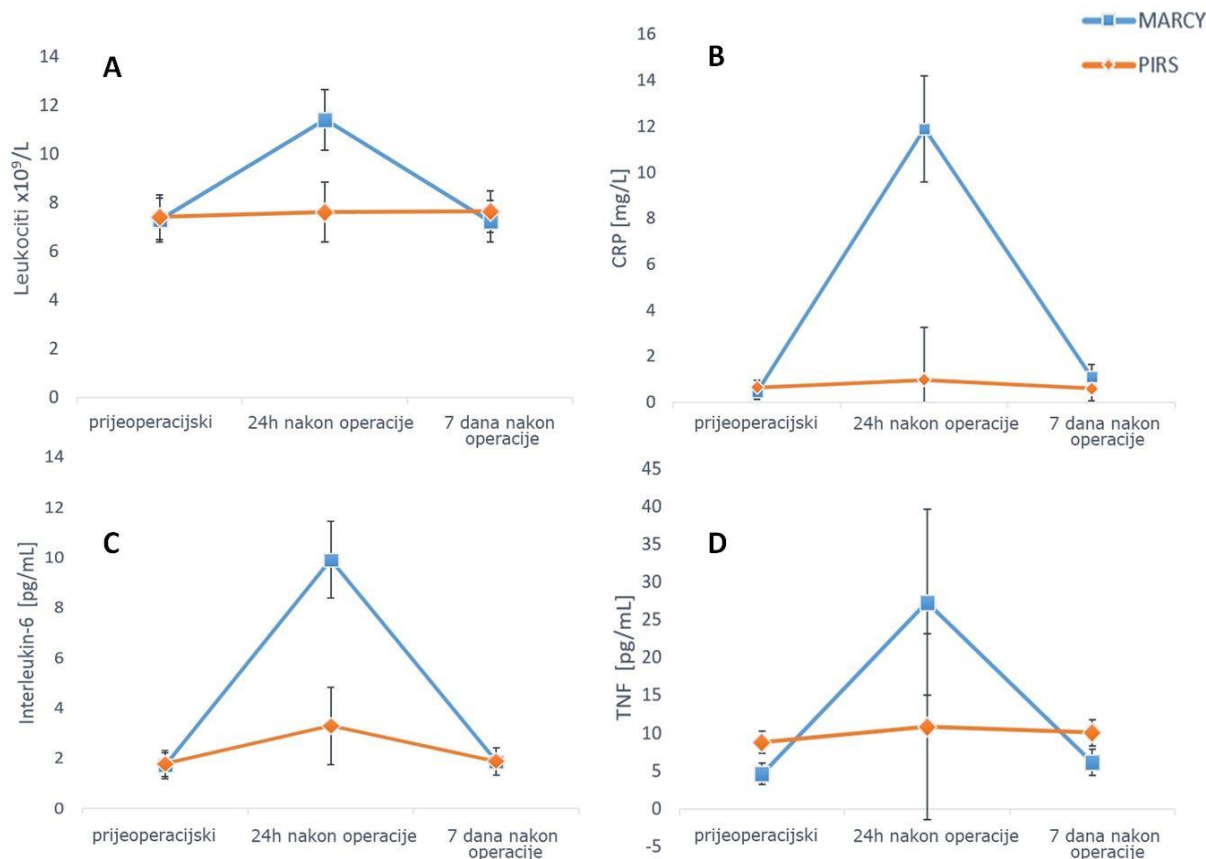 MARCY
PIRS
A
Leukociti x10⁹/L
14
12
10
8
6
4
2
0
prijeoperacijski
24h nakon operacije
7 dana nakon
operacije
B
CRP [mg/L]
16
14
12
10
8
6
4
2
0
prijeoperacijski
24h nakon operacije
7 dana nakon
operacije
C
Interleukin-6 [pg/mL]
14
12
10
8
6
4
2
0
prijeoperacijski
24h nakon operacije
7 dana nakon
operacije
D
TNF [pg/mL]
45
40
35
30
25
20
15
10
5
0
-5
prijeoperacijski
24h nakon operacije
7 dana nakon
operacije